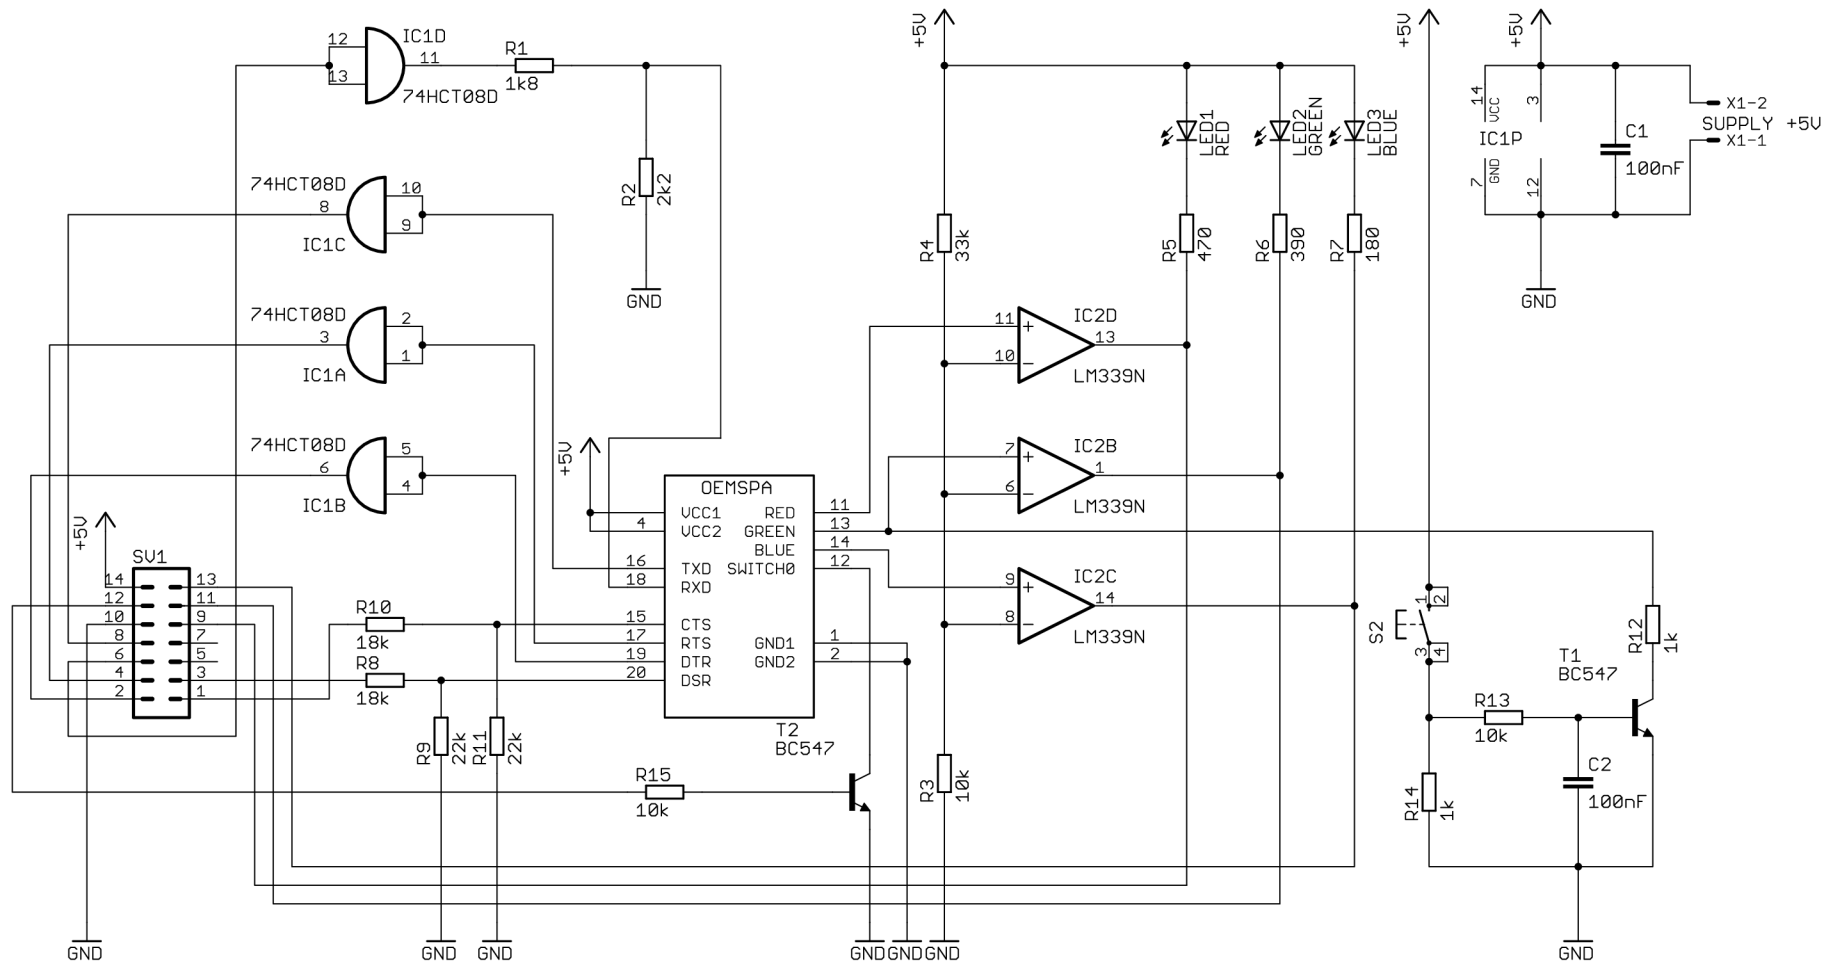 12
13
IC1D
11
74HCT08D
R1
1k8
+5V
+5V
+5V
74HCT08D
8
10
9
IC1C
R2
2k2
GND
74HCT08D
3
2
1
IC1A
74HCT08D
6
5
4
IC1B
R4
33k
LED1
RED
LED2
GREEN
LED3
BLUE
R5
470
R6
390
R7
180
14
VCC
3
IC1P
7
GND
12
C1
100nF
X1-2
SUPPLY +5V
X1-1
GND
11
+
10
-
IC2D
13
LM339N
7
+
6
-
IC2B
1
LM339N
9
+
8
-
IC2C
14
LM339N
+5V
OEMSPA
VCC1
4
VCC2
16
TXD
18
RXD
15
CTS
17
RTS
19
DTR
20
DSR
RED
11
GREEN
13
BLUE
14
SWITCH0
12
GND1
1
GND2
2
+5V
SV1
14
13
12
11
10
9
8
7
6
5
4
3
2
1
R10
18k
R8
18k
R9
22k
R11
22k
R15
10k
T2
BC547
R3
10k
S2
1
2
3
4
R12
1k
T1
BC547
R13
10k
R14
1k
C2
100nF
GND
GND
GND
GND
GND
GND
GND